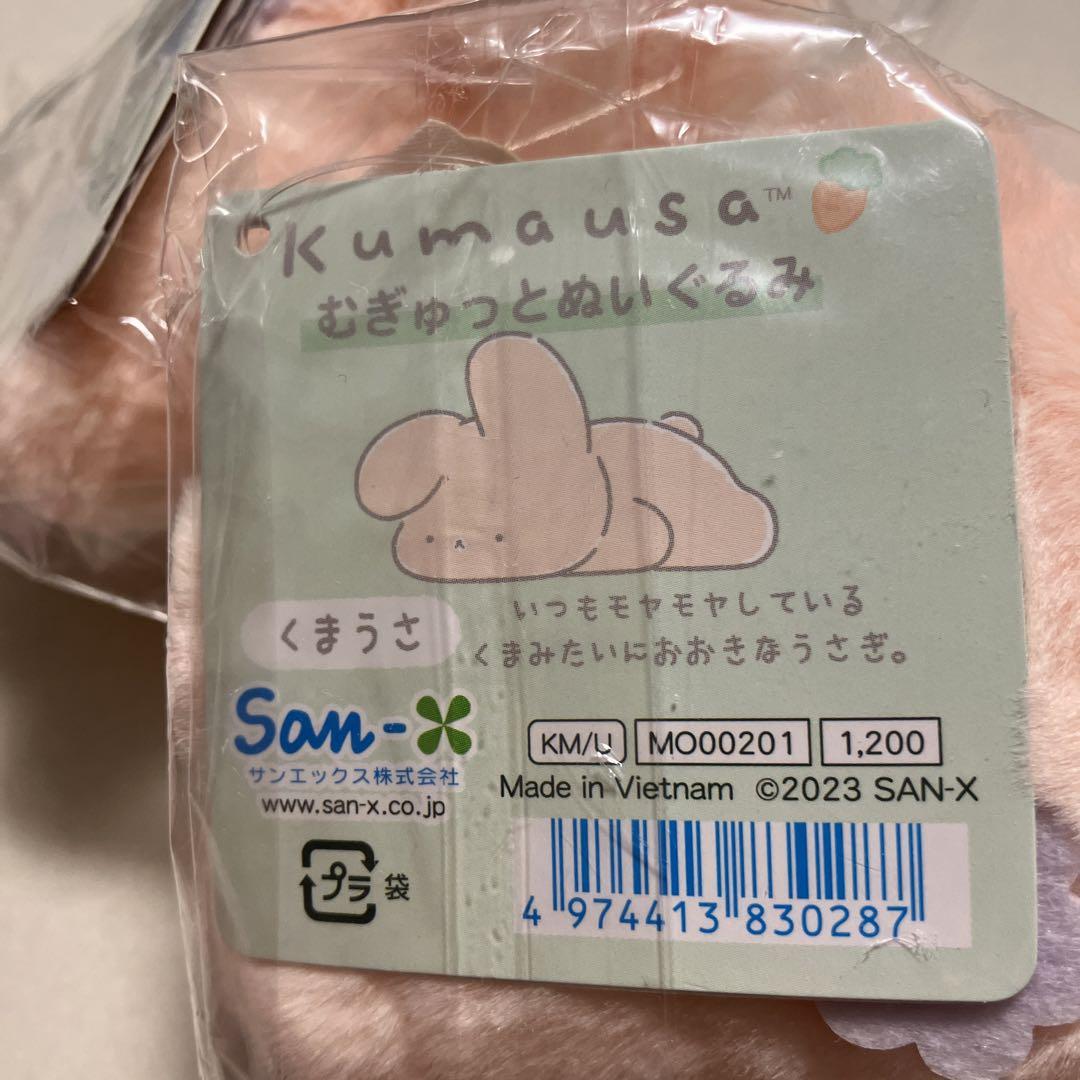 kumausa™
むぎゅっとぬいぐるみ
くまうさ
いつもモヤモヤしている
くまみたいにおおきなうさぎ。
San-X
サンエックス株式会社
www.san-x.co.jp
KM/U MO00201 1,200
Made in Vietnam ©2023 SAN-X
プラ 袋
4 974413 830287